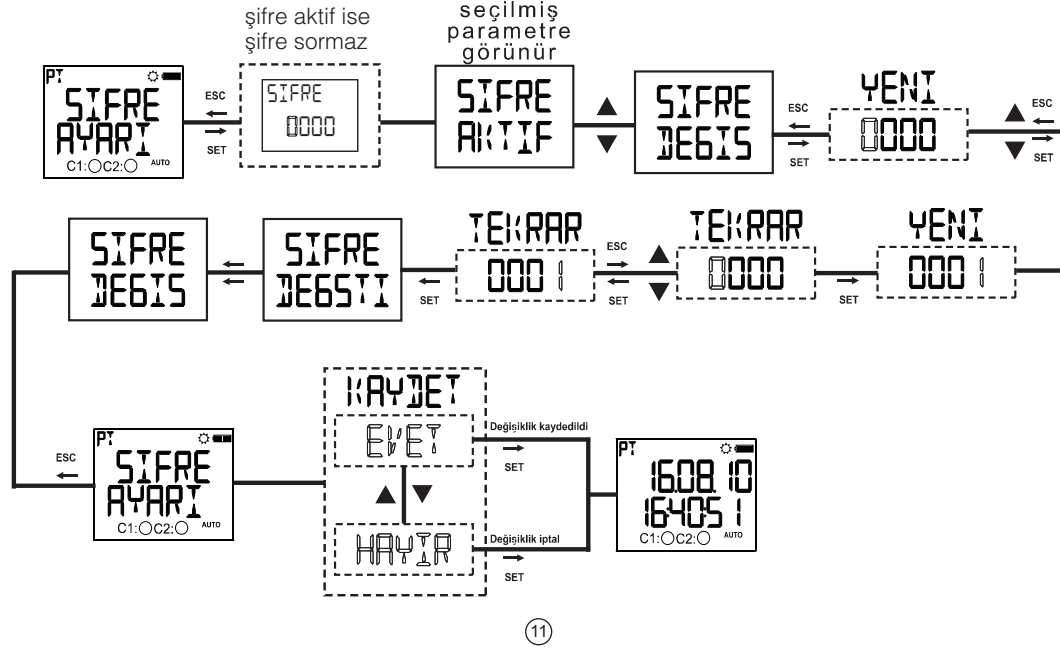 şifre aktif ise
şifre sormaz
seçilmiş
parametre
görünür
PT
SIFRE
AYARI
C1: C2: AUTO
ESC
SET
SIFRE
0000
SIFRE
AKTIF
SIFRE
DEGIS
ESC
SET
YENI
0000
ESC
SET
SIFRE
DEGIS
SIFRE
DEGSTI
SET
TEKRAR
0001
ESC
SET
TEKRAR
0000
SET
YENI
0001
ESC
PT
SIFRE
AYARI
C1: C2: AUTO
KAYDET
EVET
HAYIR
Değişiklik kaydedildi
SET
Değişiklik iptal
SET
PT
16.08.10
16:40:51
C1: C2: AUTO
11